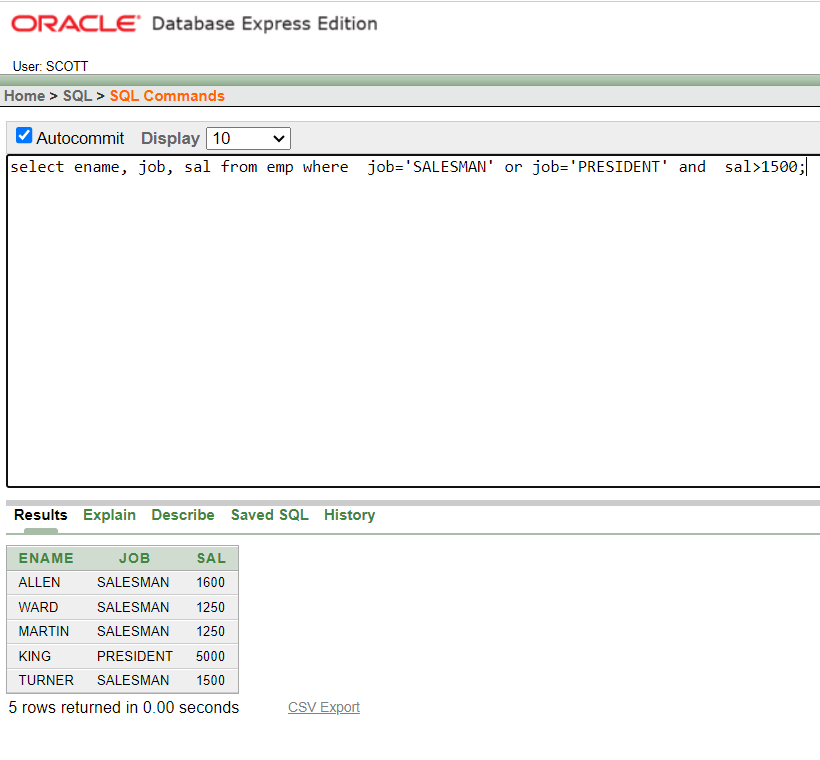 ORACLE Database Express Edition
User: SCOTT
Home > SQL > SQL Commands
Autocommit Display 10
select ename, job, sal from emp where  job='SALESMAN' or job='PRESIDENT' and  sal>1500;
Results Explain Describe Saved SQL History
ENAME JOB SAL
ALLEN SALESMAN 1600
WARD SALESMAN 1250
MARTIN SALESMAN 1250
KING PRESIDENT 5000
TURNER SALESMAN 1500
5 rows returned in 0.00 seconds CSV Export